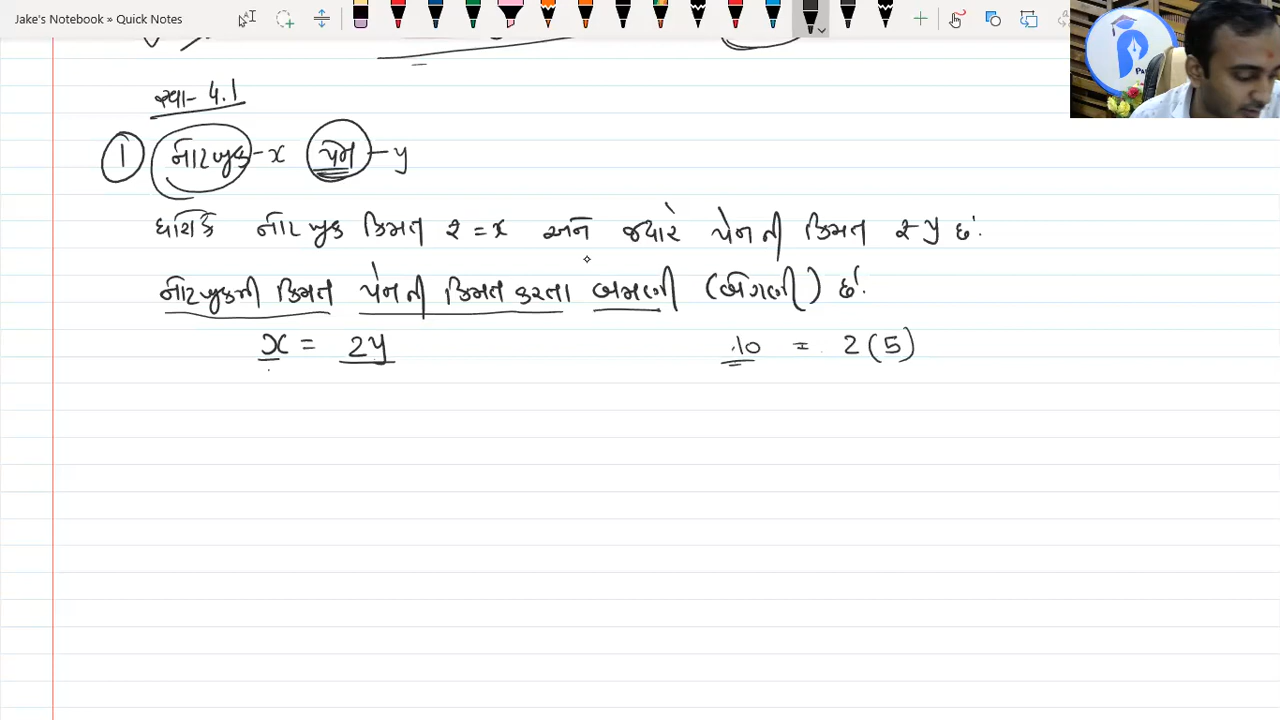 Jake's Notebook » Quick Notes
સ્વા- 4.1
① નોટબુક - x પેન - y
ધારો કે નોટબુક કિંમત ₹ = x અને જ્યારે પેનની કિંમત ₹ y છે.
નોટબુકની કિંમત પેનની કિંમત કરતા બમણી (બેગણી) છે.
x = 2y 10 = 2(5)